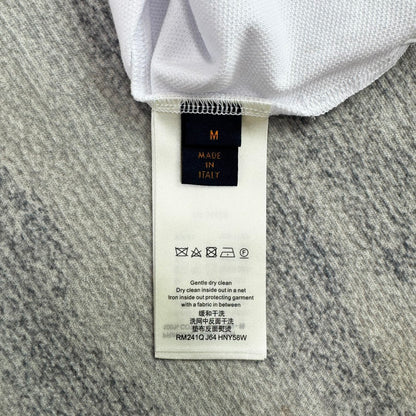 M
MADE
IN
ITALY
Gentle dry clean
Dry clean inside out in a net
Iron inside out protecting garment
with a fabric in between
缓和干洗
洗网中反面干洗
垫布反面熨烫
RM241Q J64 HNY58W